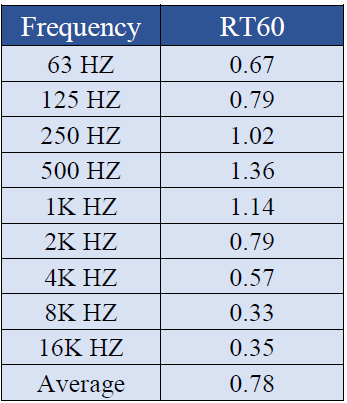 Frequency RT60
63 HZ 0.67
125 HZ 0.79
250 HZ 1.02
500 HZ 1.36
1K HZ 1.14
2K HZ 0.79
4K HZ 0.57
8K HZ 0.33
16K HZ 0.35
Average 0.78